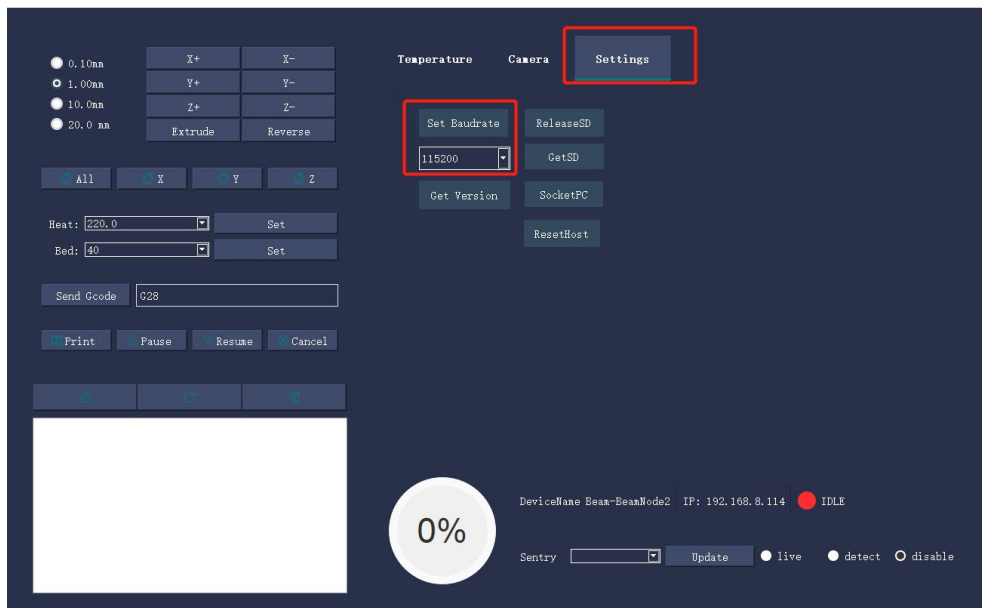 0.10mm
1.00mm
10.0mm
20.0 mm
X+ X-
Y+ Y-
Z+ Z-
Extrude Reverse
All X Y Z
Heat: 220.0 Set
Bed: 40 Set
Send Gcode G28
Print Pause Resume Cancel
Temperature Camera Settings
Set Baudrate ReleaseSD
115200 GetSD
Get Version SocketPC
ResetHost
0%
DeviceName Beam-BeamNode2 IP: 192.168.8.114 IDLE
Sentry Update live detect disable